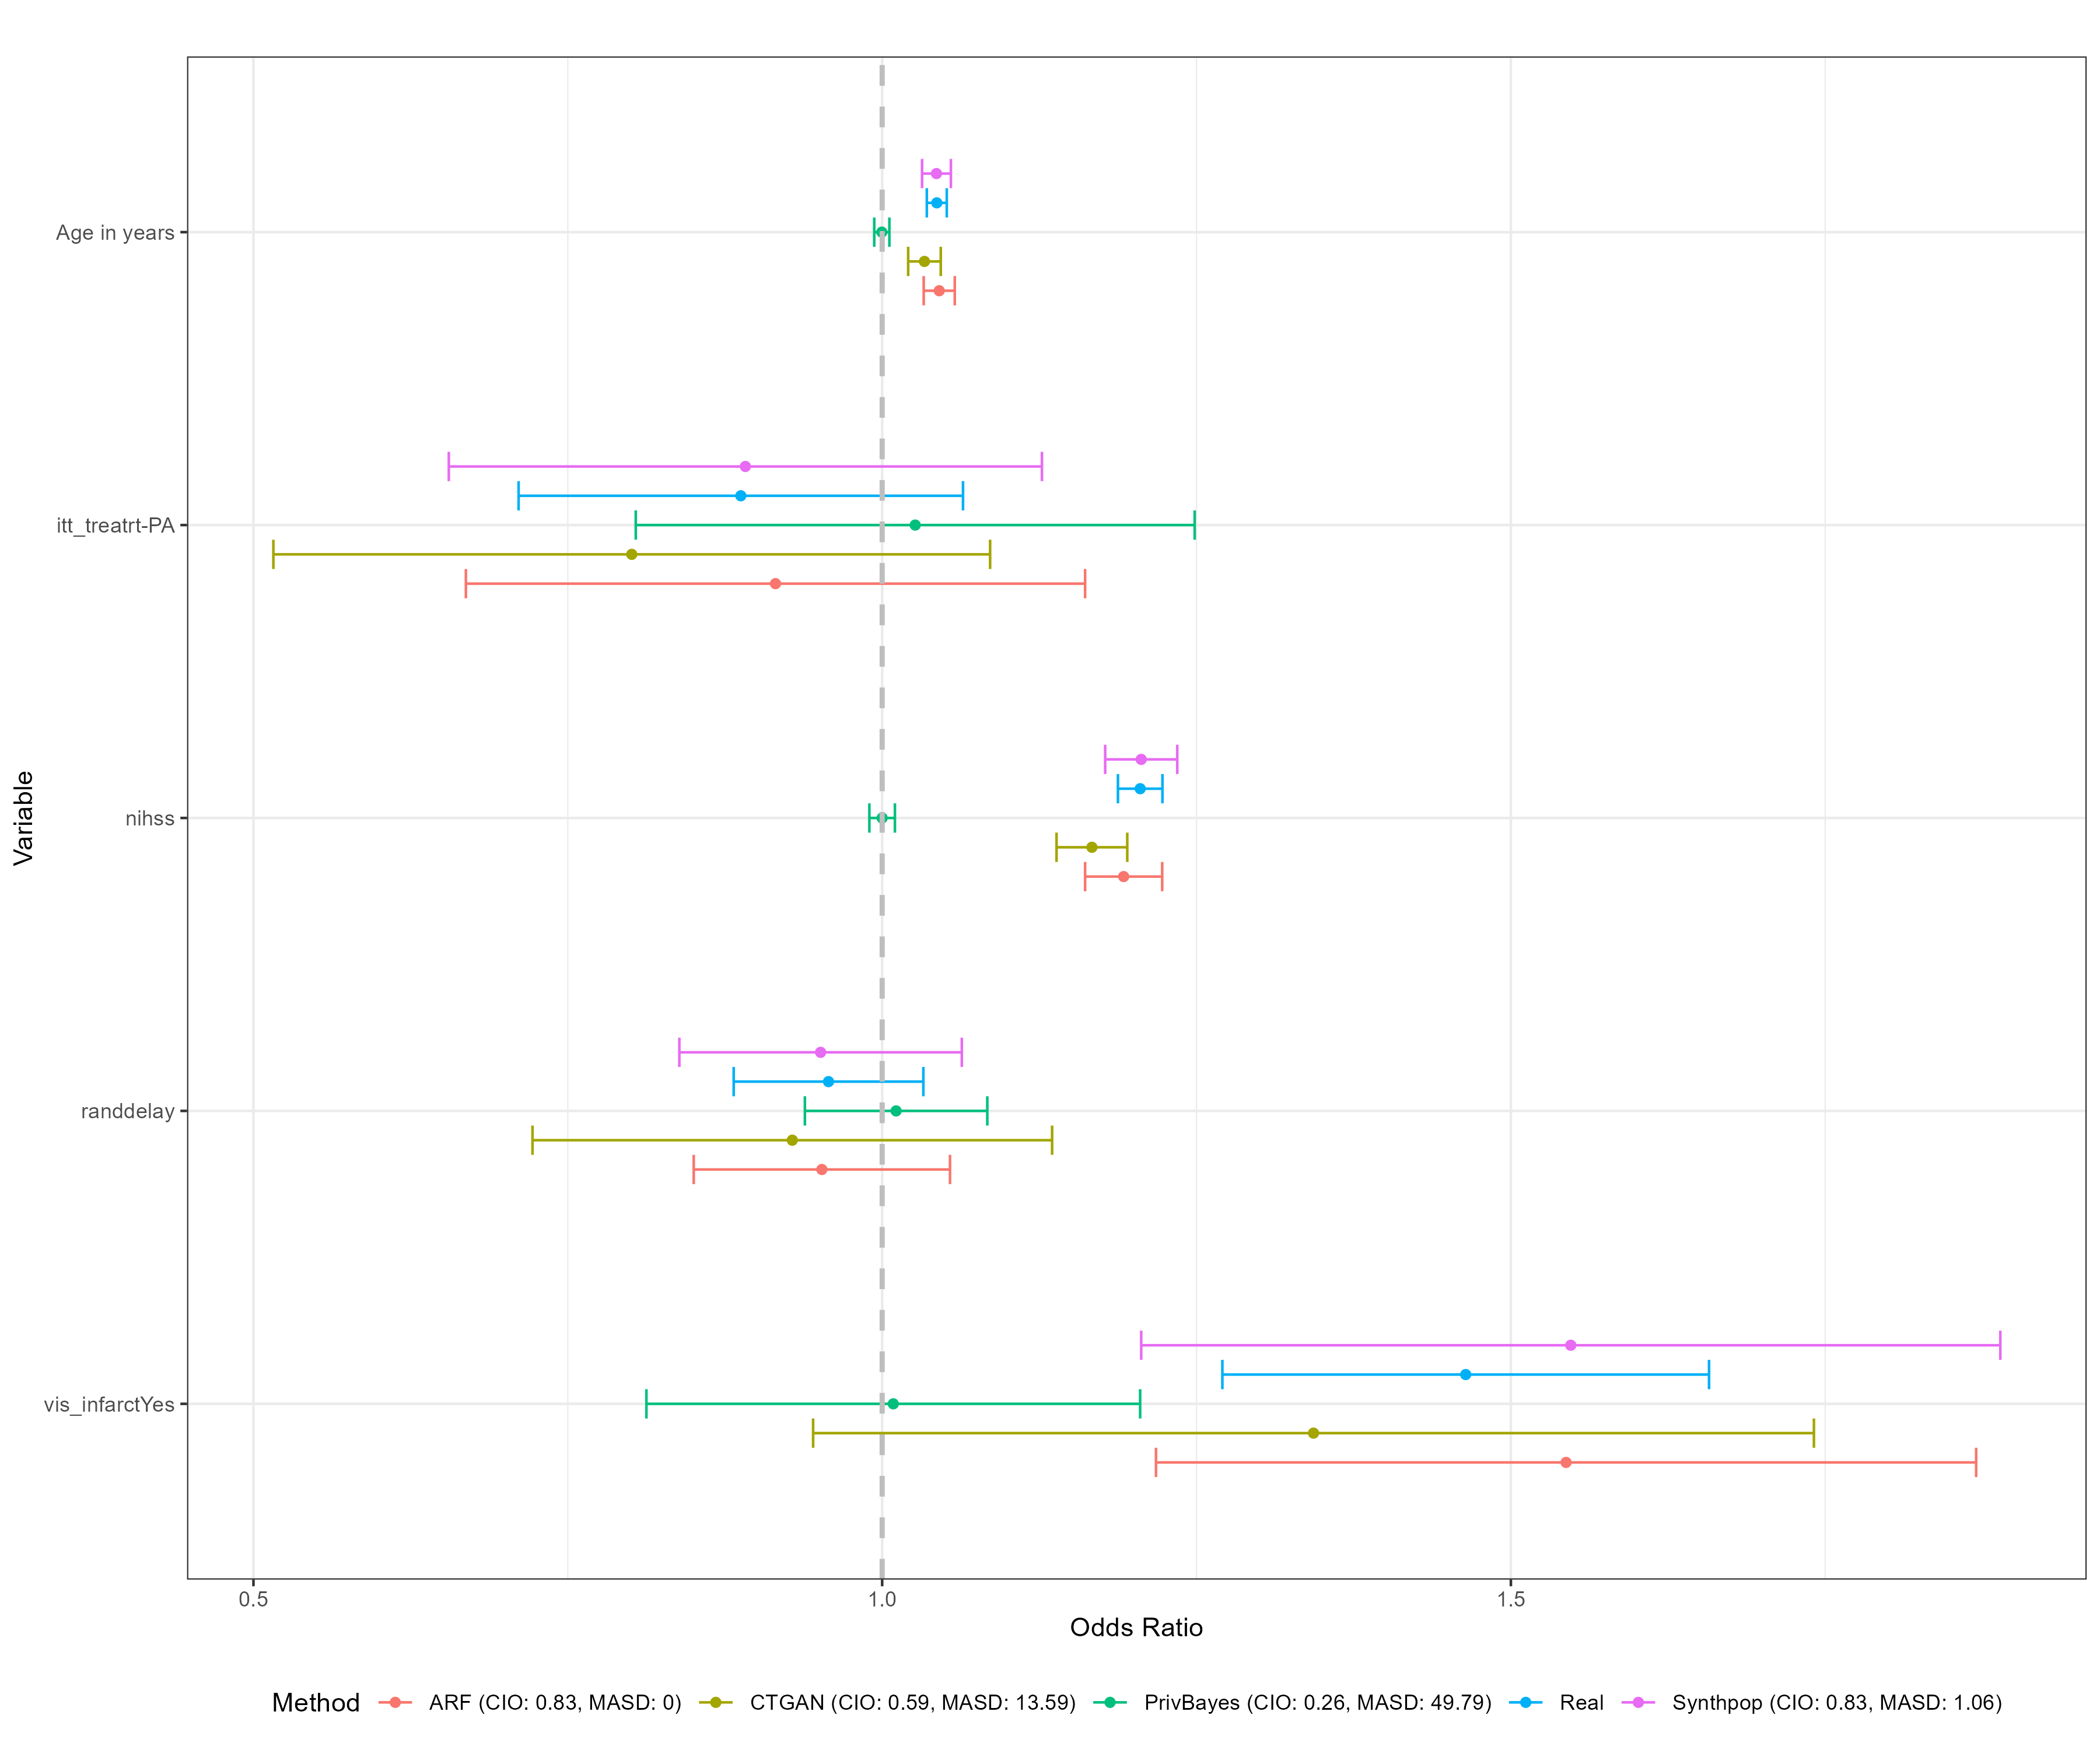 Variable
Age in years
itt_treatrt-PA
nihss
randdelay
vis_infarctYes
0.5 1.0 1.5
Odds Ratio
Method ARF (CIO: 0.83, MASD: 0) CTGAN (CIO: 0.59, MASD: 13.59) PrivBayes (CIO: 0.26, MASD: 49.79) Real Synthpop (CIO: 0.83, MASD: 1.06)